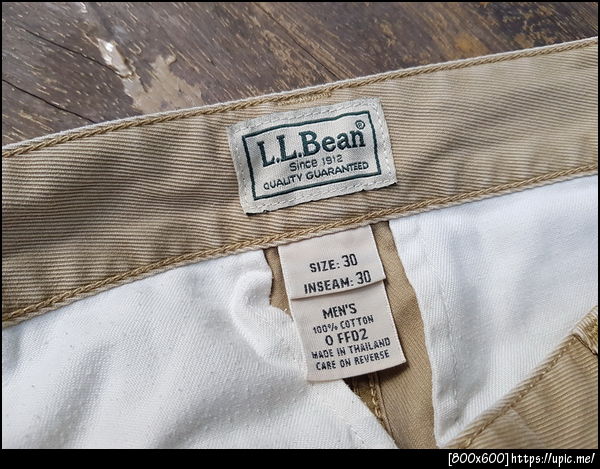 L.L.Bean®
Since 1912
QUALITY GUARANTEED
SIZE: 30
INSEAM: 30
MEN'S
100% COTTON
0 FFD2
MADE IN THAILAND
CARE ON REVERSE
[800x600] https://upic.me/